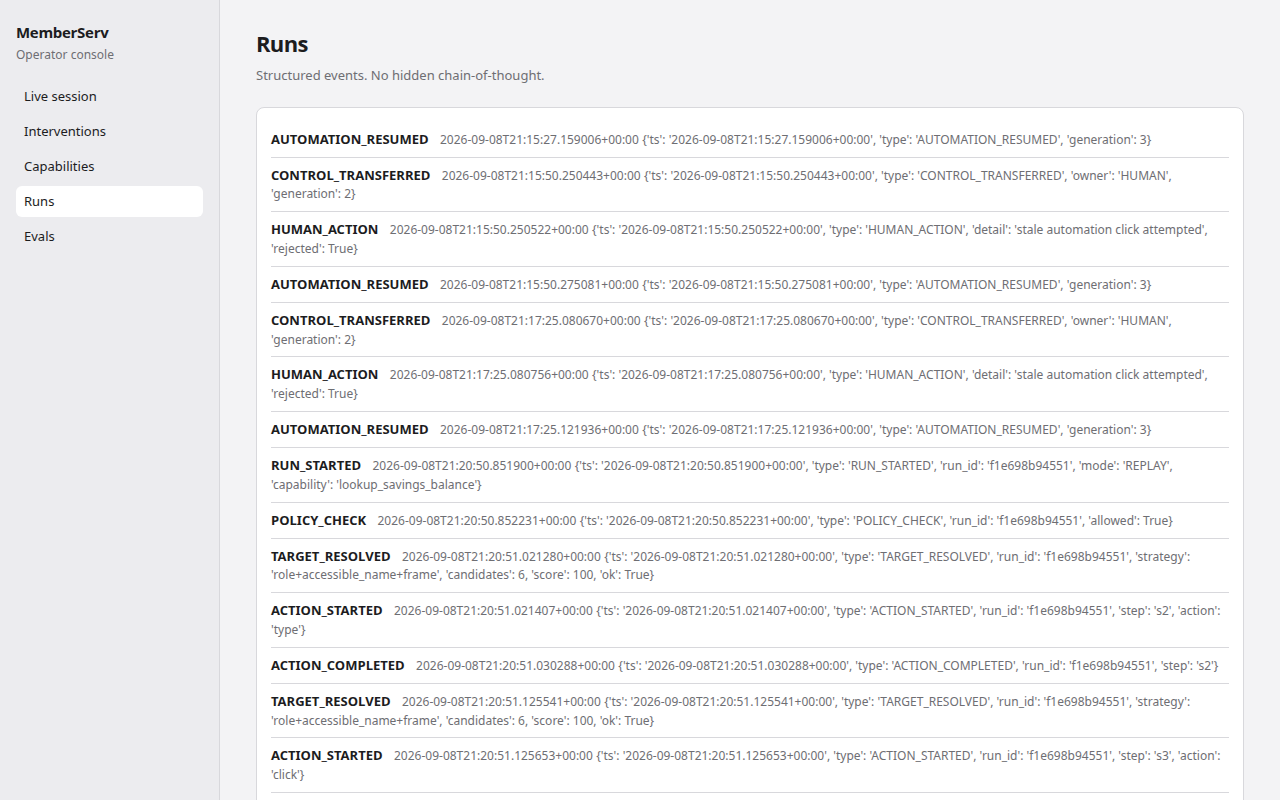 MemberServ
Operator console
Live session
Interventions
Capabilities
Runs
Evals
Runs
Structured events. No hidden chain-of-thought.
AUTOMATION_RESUMED 2026-09-08T21:15:27.159006+00:00 {'ts': '2026-09-08T21:15:27.159006+00:00', 'type': 'AUTOMATION_RESUMED', 'generation': 3}
CONTROL_TRANSFERRED 2026-09-08T21:15:50.250443+00:00 {'ts': '2026-09-08T21:15:50.250443+00:00', 'type': 'CONTROL_TRANSFERRED', 'owner': 'HUMAN',
'generation': 2}
HUMAN_ACTION 2026-09-08T21:15:50.250522+00:00 {'ts': '2026-09-08T21:15:50.250522+00:00', 'type': 'HUMAN_ACTION', 'detail': 'stale automation click attempted',
'rejected': True}
AUTOMATION_RESUMED 2026-09-08T21:15:50.275081+00:00 {'ts': '2026-09-08T21:15:50.275081+00:00', 'type': 'AUTOMATION_RESUMED', 'generation': 3}
CONTROL_TRANSFERRED 2026-09-08T21:17:25.080670+00:00 {'ts': '2026-09-08T21:17:25.080670+00:00', 'type': 'CONTROL_TRANSFERRED', 'owner': 'HUMAN',
'generation': 2}
HUMAN_ACTION 2026-09-08T21:17:25.080756+00:00 {'ts': '2026-09-08T21:17:25.080756+00:00', 'type': 'HUMAN_ACTION', 'detail': 'stale automation click attempted',
'rejected': True}
AUTOMATION_RESUMED 2026-09-08T21:17:25.121936+00:00 {'ts': '2026-09-08T21:17:25.121936+00:00', 'type': 'AUTOMATION_RESUMED', 'generation': 3}
RUN_STARTED 2026-09-08T21:20:50.851900+00:00 {'ts': '2026-09-08T21:20:50.851900+00:00', 'type': 'RUN_STARTED', 'run_id': 'f1e698b94551', 'mode': 'REPLAY',
'capability': 'lookup_savings_balance'}
POLICY_CHECK 2026-09-08T21:20:50.852231+00:00 {'ts': '2026-09-08T21:20:50.852231+00:00', 'type': 'POLICY_CHECK', 'run_id': 'f1e698b94551', 'allowed': True}
TARGET_RESOLVED 2026-09-08T21:20:51.021280+00:00 {'ts': '2026-09-08T21:20:51.021280+00:00', 'type': 'TARGET_RESOLVED', 'run_id': 'f1e698b94551', 'strategy':
'role+accessible_name+frame', 'candidates': 6, 'score': 100, 'ok': True}
ACTION_STARTED 2026-09-08T21:20:51.021407+00:00 {'ts': '2026-09-08T21:20:51.021407+00:00', 'type': 'ACTION_STARTED', 'run_id': 'f1e698b94551', 'step': 's2', 'action':
'type'}
ACTION_COMPLETED 2026-09-08T21:20:51.030288+00:00 {'ts': '2026-09-08T21:20:51.030288+00:00', 'type': 'ACTION_COMPLETED', 'run_id': 'f1e698b94551', 'step': 's2'}
TARGET_RESOLVED 2026-09-08T21:20:51.125541+00:00 {'ts': '2026-09-08T21:20:51.125541+00:00', 'type': 'TARGET_RESOLVED', 'run_id': 'f1e698b94551', 'strategy':
'role+accessible_name+frame', 'candidates': 6, 'score': 100, 'ok': True}
ACTION_STARTED 2026-09-08T21:20:51.125653+00:00 {'ts': '2026-09-08T21:20:51.125653+00:00', 'type': 'ACTION_STARTED', 'run_id': 'f1e698b94551', 'step': 's3', 'action':
'click'}